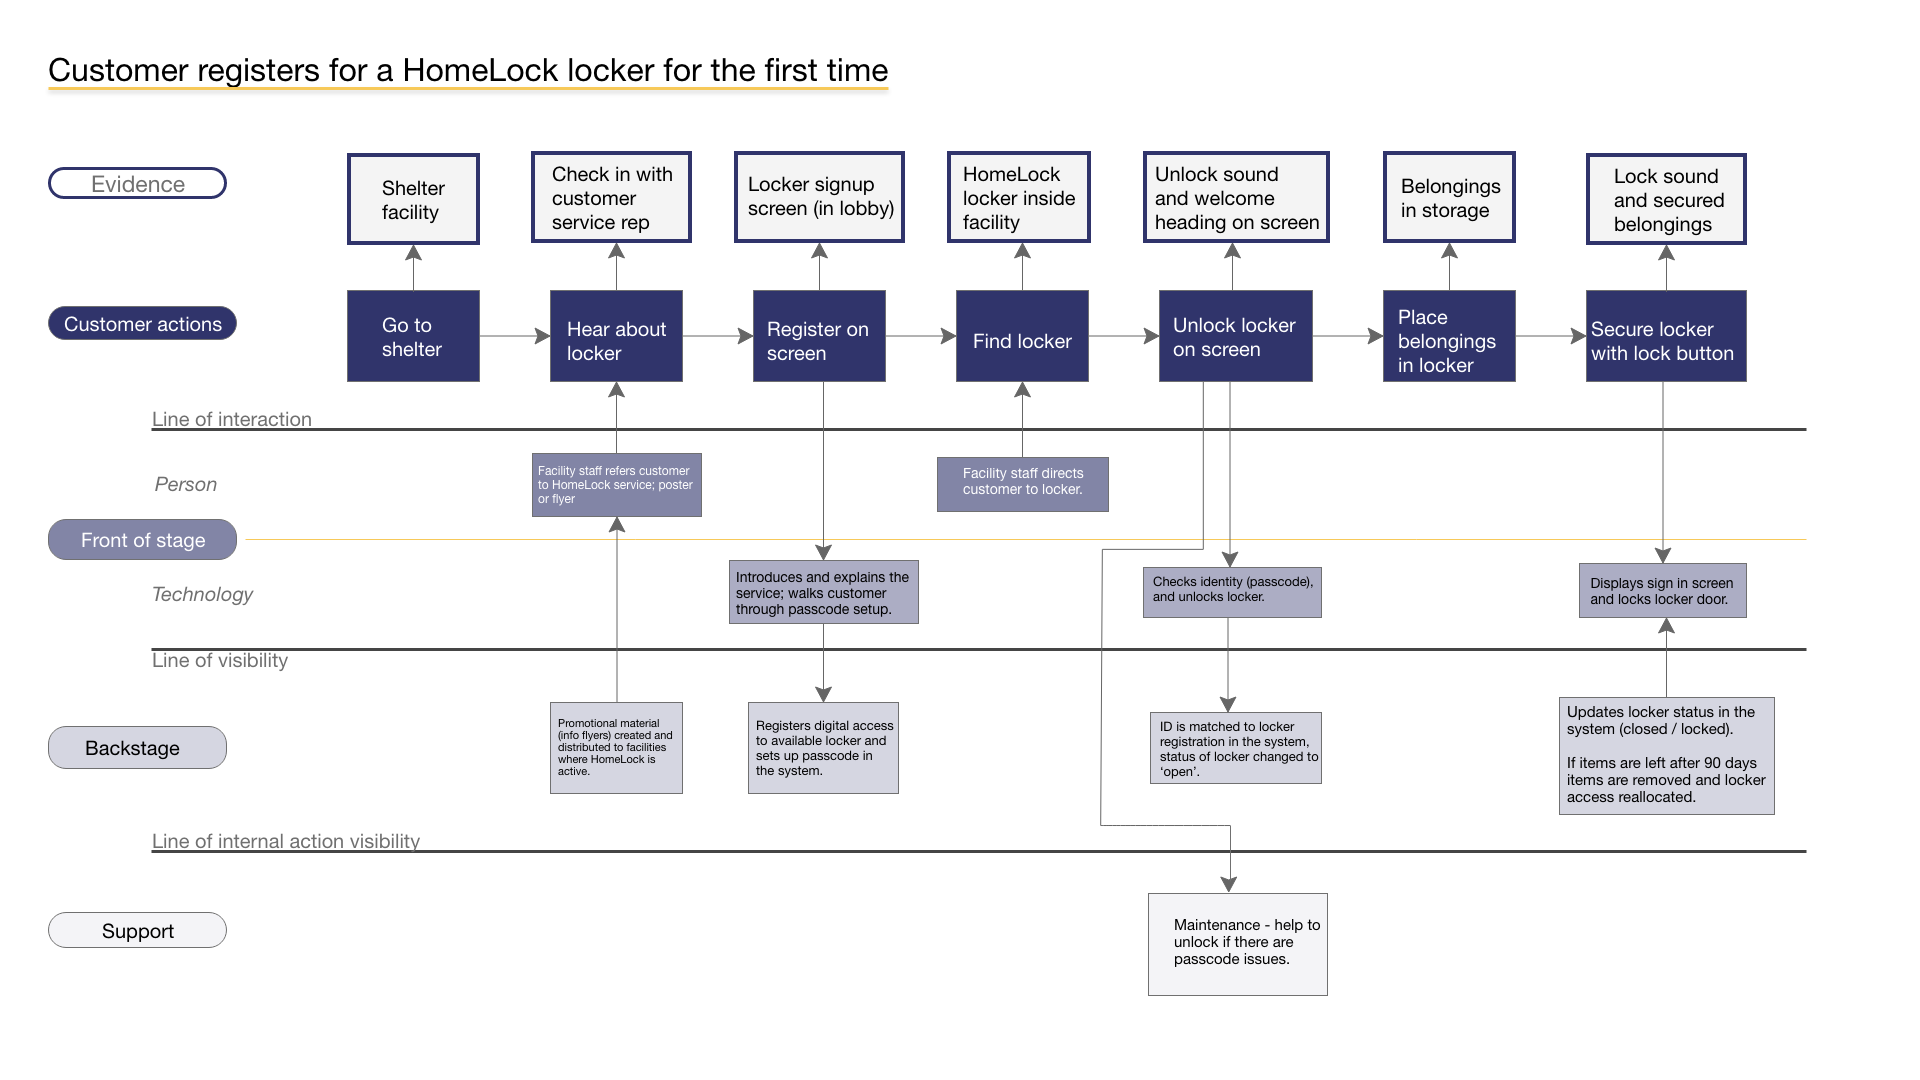 Customer registers for a HomeLock locker for the first time
Evidence
Shelter
facility
Check in with
customer
service rep
Locker signup
screen (in lobby)
HomeLock
locker inside
facility
Unlock sound
and welcome
heading on screen
Belongings
in storage
Lock sound
and secured
belongings
Customer actions
Go to
shelter
Hear about
locker
Register on
screen
Find locker
Unlock locker
on screen
Place
belongings
in locker
Secure locker
with lock button
Line of interaction
Person
Facility staff refers customer
to HomeLock service; poster
or flyer
Facility staff directs
customer to locker.
Front of stage
Technology
Introduces and explains the
service; walks customer
through passcode setup.
Checks identity (passcode),
and unlocks locker.
Displays sign in screen
and locks locker door.
Line of visibility
Backstage
Promotional material
(info flyers) created and
distributed to facilities
where HomeLock is
active.
Registers digital access
to available locker and
sets up passcode in
the system.
ID is matched to locker
registration in the system,
status of locker changed to
‘open’.
Updates locker status in the
system (closed / locked).
If items are left after 90 days
items are removed and locker
access reallocated.
Line of internal action visibility
Support
Maintenance - help to
unlock if there are
passcode issues.